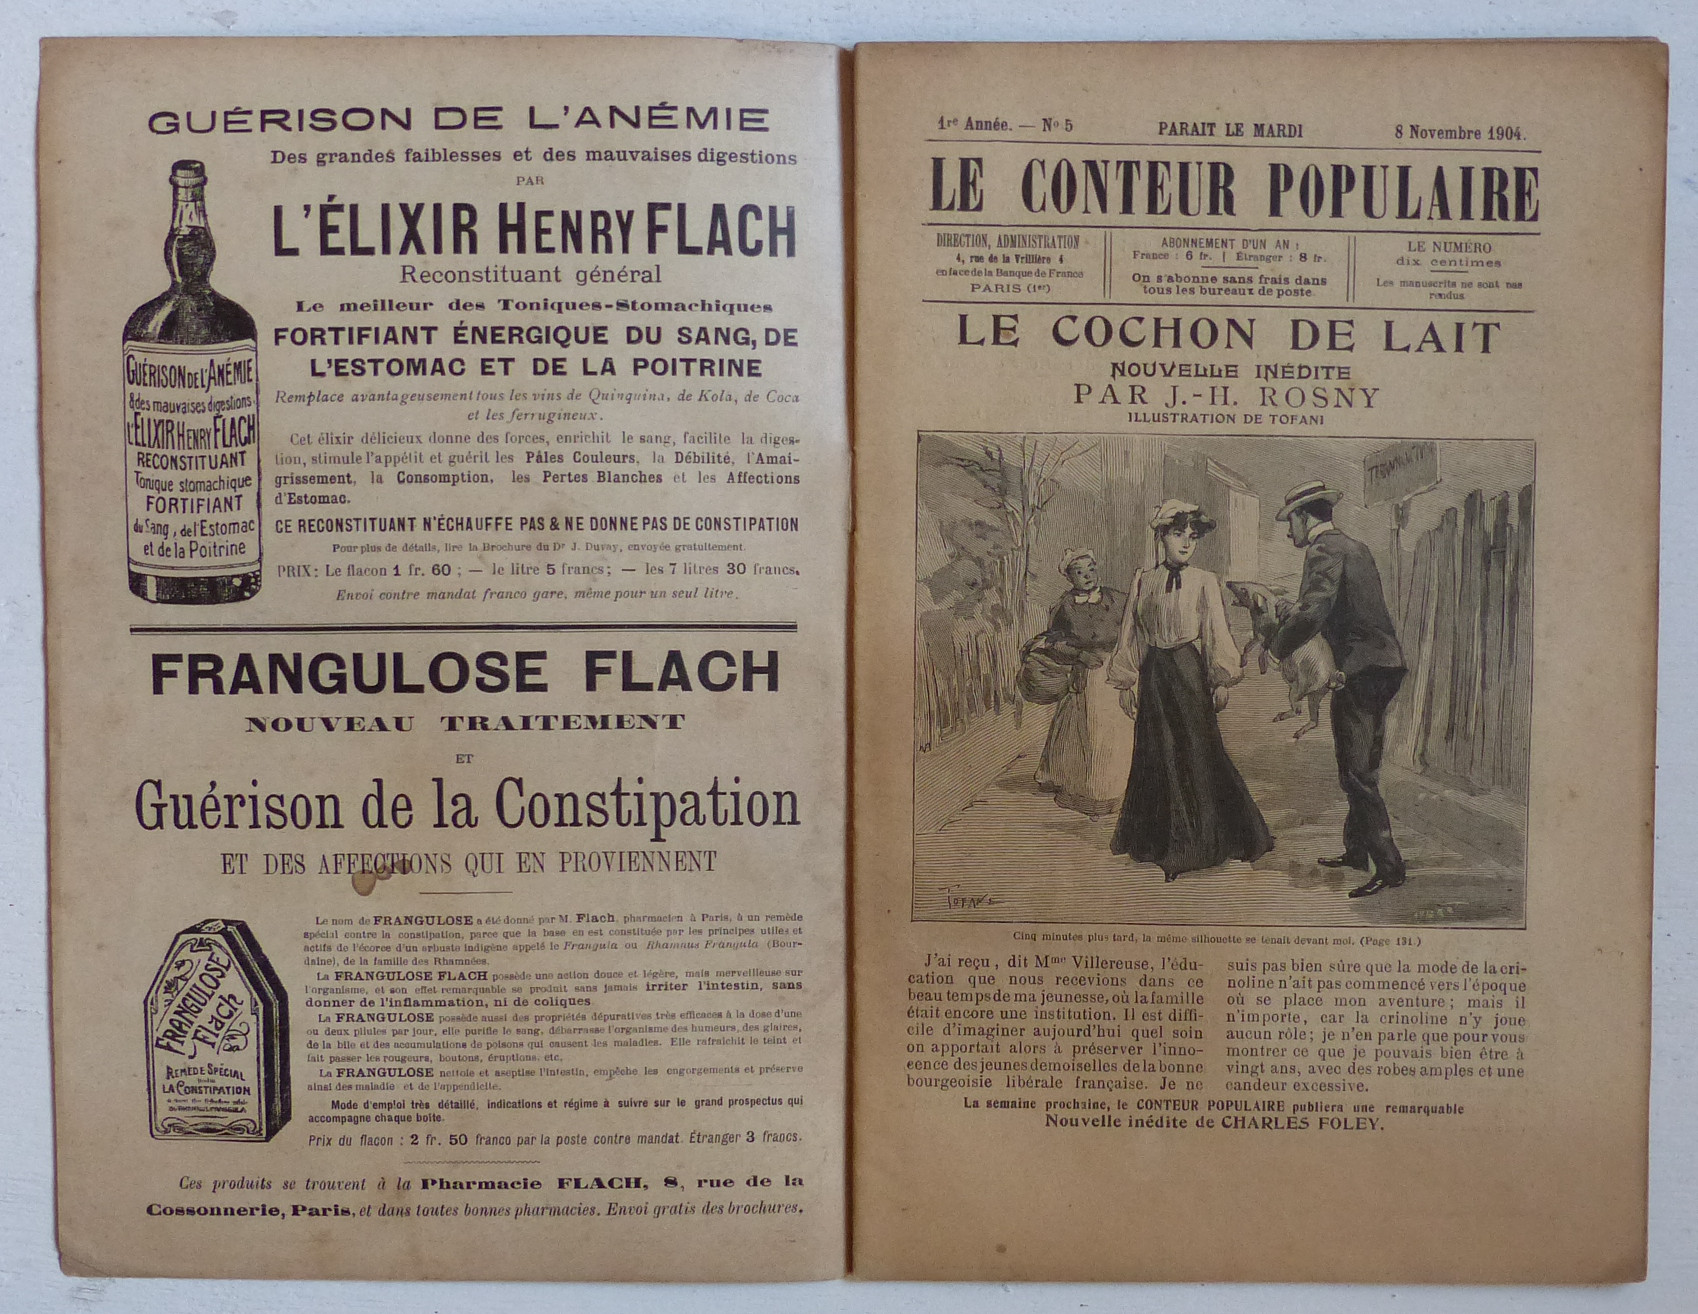 GUÉRISON DE L'ANÉMIE
Des grandes faiblesses et des mauvaises digestions
PAR
L'ÉLIXIR HENRY FLACH
Reconstituant général
Le meilleur des Toniques-Stomachiques
FORTIFIANT ÉNERGIQUE DU SANG, DE
L'ESTOMAC ET DE LA POITRINE
Remplace avantageusement tous les vins de Quinquina, de Kola, de Coca
et les ferrugineux.
Cet élixir délicieux donne des forces, enrichit le sang, facilite la diges-
tion, stimule l'appétit et guérit les Pâles Couleurs, la Débilité, l'Amai-
grissement, la Consomption, les Pertes Blanches et les Affections
d'Estomac.
CE RECONSTITUANT N'ÉCHAUFFE PAS & NE DONNE PAS DE CONSTIPATION
Pour plus de détails, lire la Brochure du Dr J. Duvay, envoyée gratuitement.
PRIX: Le flacon 1 fr. 60 ; — le litre 5 francs; — les 7 litres 30 francs.
Envoi contre mandat franco gare, même pour un seul litre.
GUÉRISON DE L'ANÉMIE
& des mauvaises digestions
L'ELIXIR HENRY FLACH
RECONSTITUANT
Tonique stomachique
FORTIFIANT
du Sang, de l'Estomac
et de la Poitrine
FRANGULOSE FLACH
NOUVEAU TRAITEMENT
ET
Guérison de la Constipation
ET DES AFFECTIONS QUI EN PROVIENNENT
Le nom de FRANGULOSE a été donné par M. Flach, pharmacien à Paris, à un remède
spécial contre la constipation, parce que la base en est constituée par les principes utiles et
actifs de l'écorce d'un arbuste indigène appelé le Frangula ou Rhamnus Frangula (Bour-
daine), de la famille des Rhamnées.
La FRANGULOSE FLACH possède une action douce et légère, mais merveilleuse sur
l'organisme, et son effet remarquable se produit sans jamais irriter l'intestin, sans
donner de l'inflammation, ni de coliques.
La FRANGULOSE possède aussi des propriétés dépuratives très efficaces à la dose d'une
ou deux pilules par jour, elle purifie le sang, débarrasse l'organisme des humeurs, des glaires,
de la bile et des accumulations de poisons qui causent les maladies. Elle rafraîchit le teint et
fait passer les rougeurs, boutons, éruptions, etc.
La FRANGULOSE nettoie et aseptise l'intestin, empêche les engorgements et préserve
ainsi des maladie et de l'appendicite.
Mode d'emploi très détaillé, indications et régime à suivre sur le grand prospectus qui
accompagne chaque boîte.
Prix du flacon : 2 fr. 50 franco par la poste contre mandat. Étranger 3 francs.
FRANGULOSE
Flach
REMÈDE SPÉCIAL
LA CONSTIPATION
Ces produits se trouvent à la Pharmacie FLACH, 8, rue de la
Cossonnerie, Paris, et dans toutes bonnes pharmacies. Envoi gratis des brochures.
1re Année. — No 5 PARAIT LE MARDI 8 Novembre 1904.
LE CONTEUR POPULAIRE
DIRECTION, ADMINISTRATION
4, rue de la Vrillière 4
en face de la Banque de France
PARIS (1er)
ABONNEMENT D'UN AN :
France : 6 fr. | Étranger : 8 fr.
On s'abonne sans frais dans
tous les bureaux de poste.
LE NUMÉRO
dix centimes
Les manuscrits ne sont pas
rendus
LE COCHON DE LAIT
NOUVELLE INÉDITE
PAR J.-H. ROSNY
ILLUSTRATION DE TOFANI
TOFANI
Cinq minutes plus tard, la même silhouette se tenait devant moi. (Page 131.)
J'ai reçu, dit Mme Villereuse, l'édu-
cation que nous recevions dans ce
beau temps de ma jeunesse, où la famille
était encore une institution. Il est diffi-
cile d'imaginer aujourd'hui quel soin
on apportait alors à préserver l'inno-
cence des jeunes demoiselles de la bonne
bourgeoisie libérale française. Je ne
suis pas bien sûre que la mode de la cri-
noline n'ait pas commencé vers l'époque
où se place mon aventure ; mais il
n'importe, car la crinoline n'y joue
aucun rôle ; je n'en parle que pour vous
montrer ce que je pouvais bien être à
vingt ans, avec des robes amples et une
candeur excessive.
La semaine prochaine, le CONTEUR POPULAIRE publiera une remarquable
Nouvelle inédite de CHARLES FOLEY.